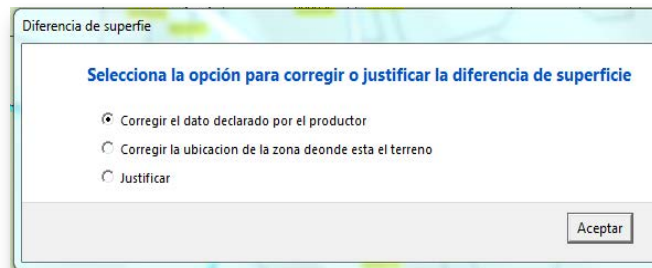 Diferencia de superfie
Selecciona la opción para corregir o justificar la diferencia de superficie
Corregir el dato declarado por el productor
Corregir la ubicacion de la zona deonde esta el terreno
Justificar
Aceptar